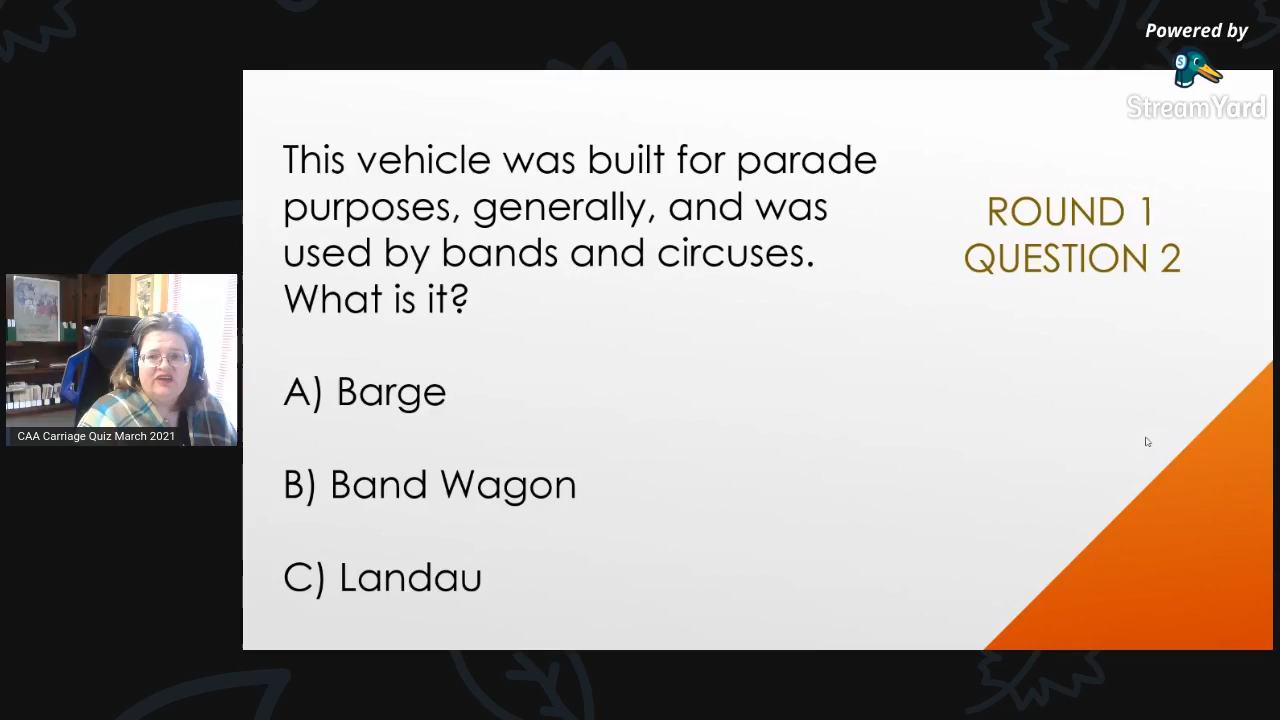 Powered by
StreamYard
This vehicle was built for parade
purposes, generally, and was
used by bands and circuses.
What is it?
A) Barge
B) Band Wagon
C) Landau
ROUND 1
QUESTION 2
CAA Carriage Quiz March 2021